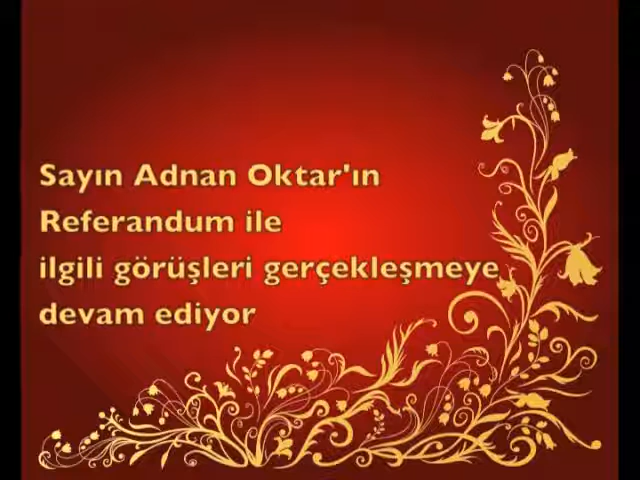 Sayın Adnan Oktar'ın
Referandum ile
ilgili görüşleri gerçekleşmeye
devam ediyor